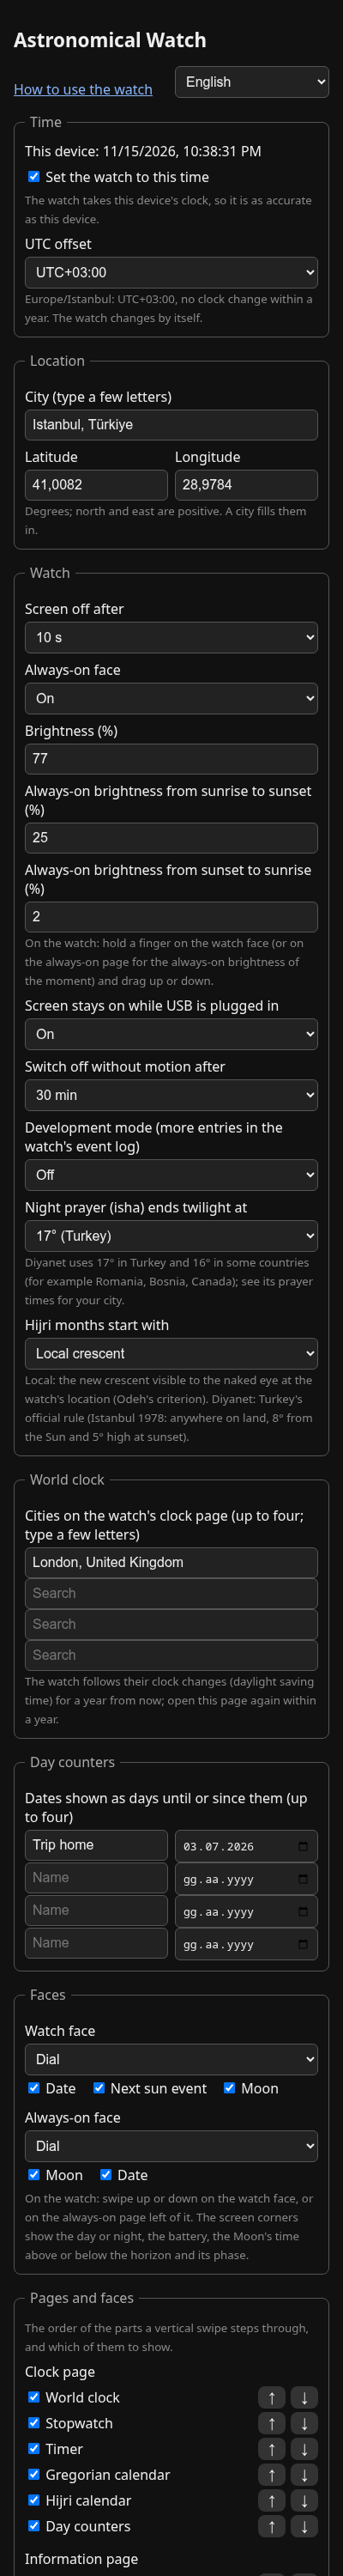 Astronomical Watch
How to use the watch
English
Time
This device: 11/15/2026, 10:38:31 PM
Set the watch to this time
The watch takes this device's clock, so it is as accurate
as this device.
UTC offset
UTC+03:00
Europe/Istanbul: UTC+03:00, no clock change within a
year. The watch changes by itself.
Location
City (type a few letters)
Istanbul, Türkiye
Latitude Longitude
41,0082 28,9784
Degrees; north and east are positive. A city fills them
in.
Watch
Screen off after
10 s
Always-on face
On
Brightness (%)
77
Always-on brightness from sunrise to sunset
(%)
25
Always-on brightness from sunset to sunrise
(%)
2
On the watch: hold a finger on the watch face (or on
the always-on page for the always-on brightness of
the moment) and drag up or down.
Screen stays on while USB is plugged in
On
Switch off without motion after
30 min
Development mode (more entries in the
watch's event log)
Off
Night prayer (isha) ends twilight at
17° (Turkey)
Diyanet uses 17° in Turkey and 16° in some countries
(for example Romania, Bosnia, Canada); see its prayer
times for your city.
Hijri months start with
Local crescent
Local: the new crescent visible to the naked eye at the
watch's location (Odeh's criterion). Diyanet: Turkey's
official rule (Istanbul 1978: anywhere on land, 8° from
the Sun and 5° high at sunset).
World clock
Cities on the watch's clock page (up to four;
type a few letters)
London, United Kingdom
Search
Search
Search
The watch follows their clock changes (daylight saving
time) for a year from now; open this page again within
a year.
Day counters
Dates shown as days until or since them (up
to four)
Trip home 03.07.2026
Name gg.aa.yyyy
Name gg.aa.yyyy
Name gg.aa.yyyy
Faces
Watch face
Dial
Date Next sun event Moon
Always-on face
Dial
Moon Date
On the watch: swipe up or down on the watch face, or
on the always-on page left of it. The screen corners
show the day or night, the battery, the Moon's time
above or below the horizon and its phase.
Pages and faces
The order of the parts a vertical swipe steps through,
and which of them to show.
Clock page
World clock ↑ ↓
Stopwatch ↑ ↓
Timer ↑ ↓
Gregorian calendar ↑ ↓
Hijri calendar ↑ ↓
Day counters ↑ ↓
Information page